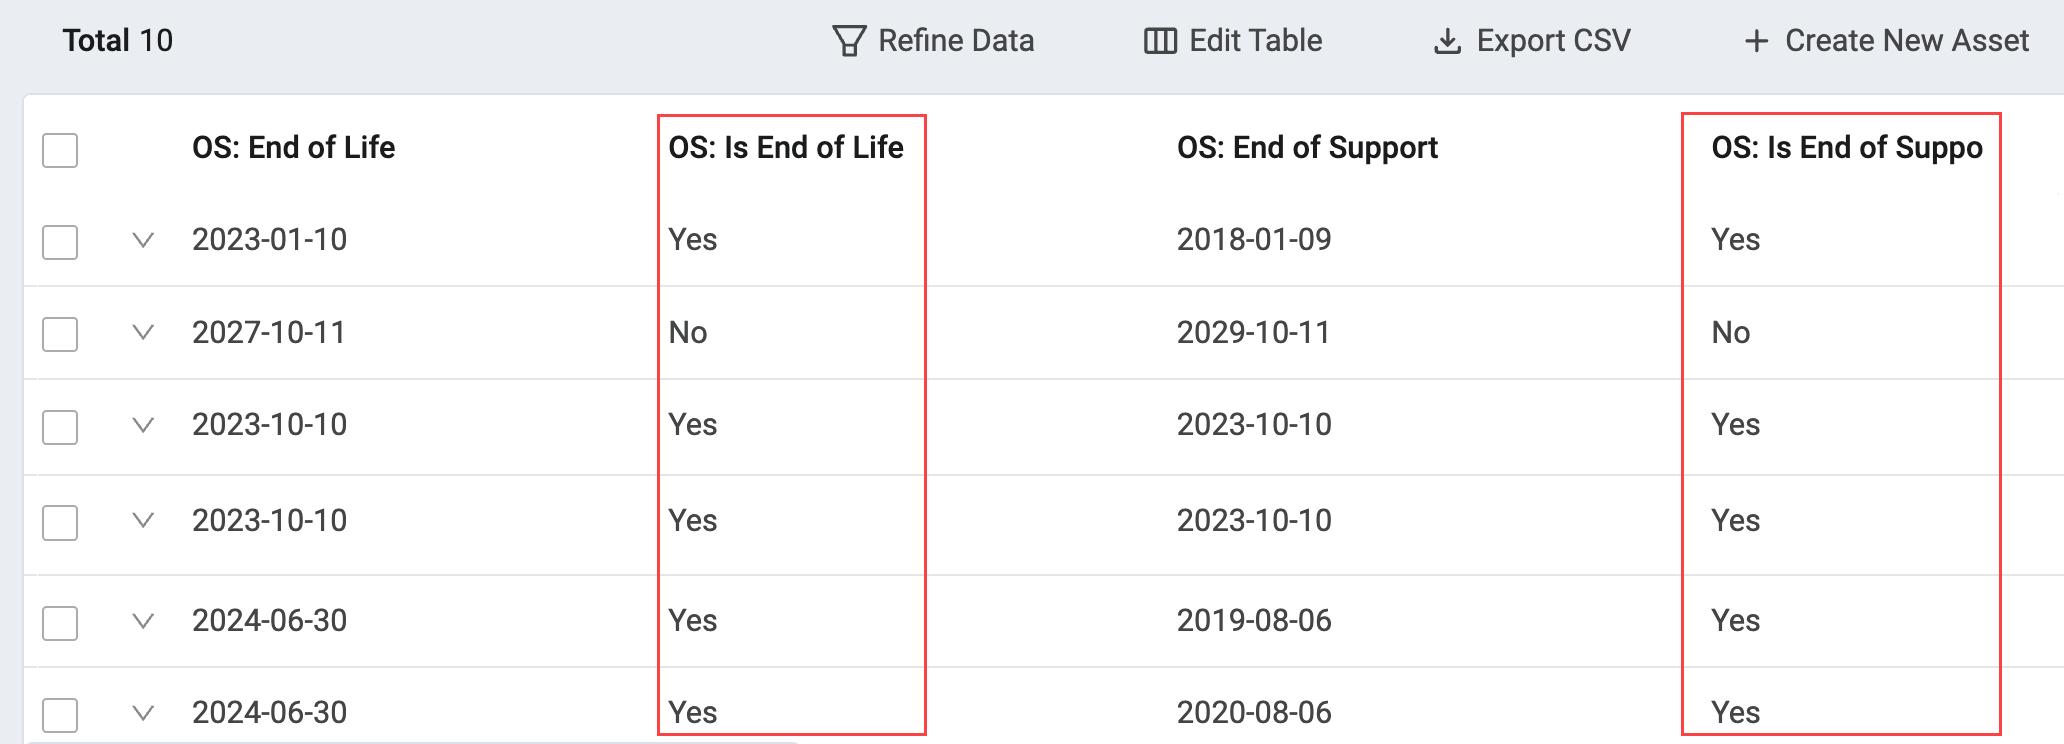 Total 10 Refine Data Edit Table Export CSV + Create New Asset
OS: End of Life OS: Is End of Life OS: End of Support OS: Is End of Suppo
2023-01-10 Yes 2018-01-09 Yes
2027-10-11 No 2029-10-11 No
2023-10-10 Yes 2023-10-10 Yes
2023-10-10 Yes 2023-10-10 Yes
2024-06-30 Yes 2019-08-06 Yes
2024-06-30 Yes 2020-08-06 Yes